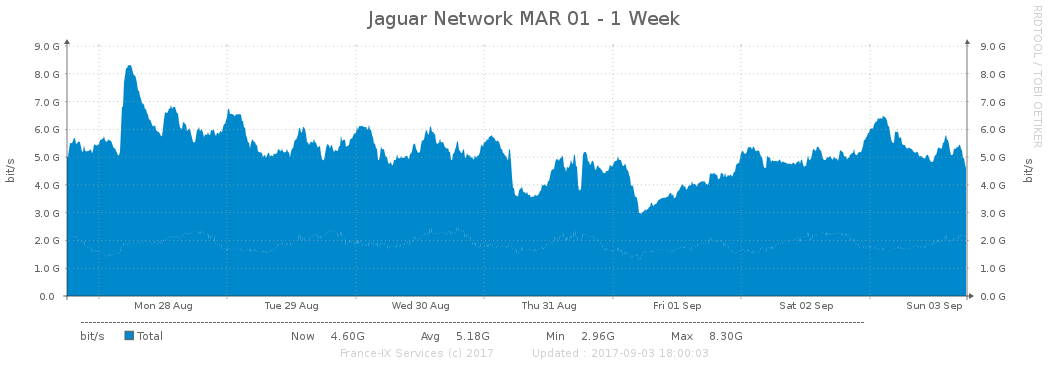 Jaguar Network MAR 01 - 1 Week
RRDTOOL / TOBI OETIKER
bit/s
9.0 G 9.0 G
8.0 G 8.0 G
7.0 G 7.0 G
6.0 G 6.0 G
5.0 G 5.0 G
4.0 G 4.0 G
3.0 G 3.0 G
2.0 G 2.0 G
1.0 G 1.0 G
0.0 0.0 G
bit/s
Mon 28 Aug Tue 29 Aug Wed 30 Aug Thu 31 Aug Fri 01 Sep Sat 02 Sep Sun 03 Sep
bit/s Total Now 4.60G Avg 5.18G Min 2.96G Max 8.30G
France-IX Services (c) 2017 Updated : 2017-09-03 18:00:03